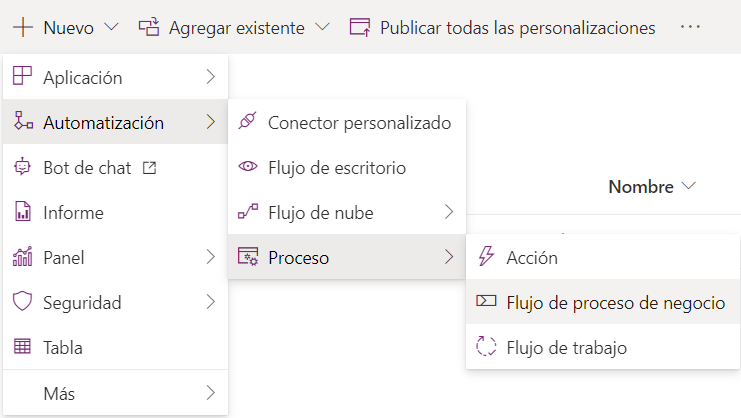 Nuevo
Agregar existente
Publicar todas las personalizaciones
Aplicación
Automatización
Bot de chat
Informe
Panel
Seguridad
Tabla
Más
Conector personalizado
Flujo de escritorio
Flujo de nube
Proceso
Nombre
Acción
Flujo de proceso de negocio
Flujo de trabajo